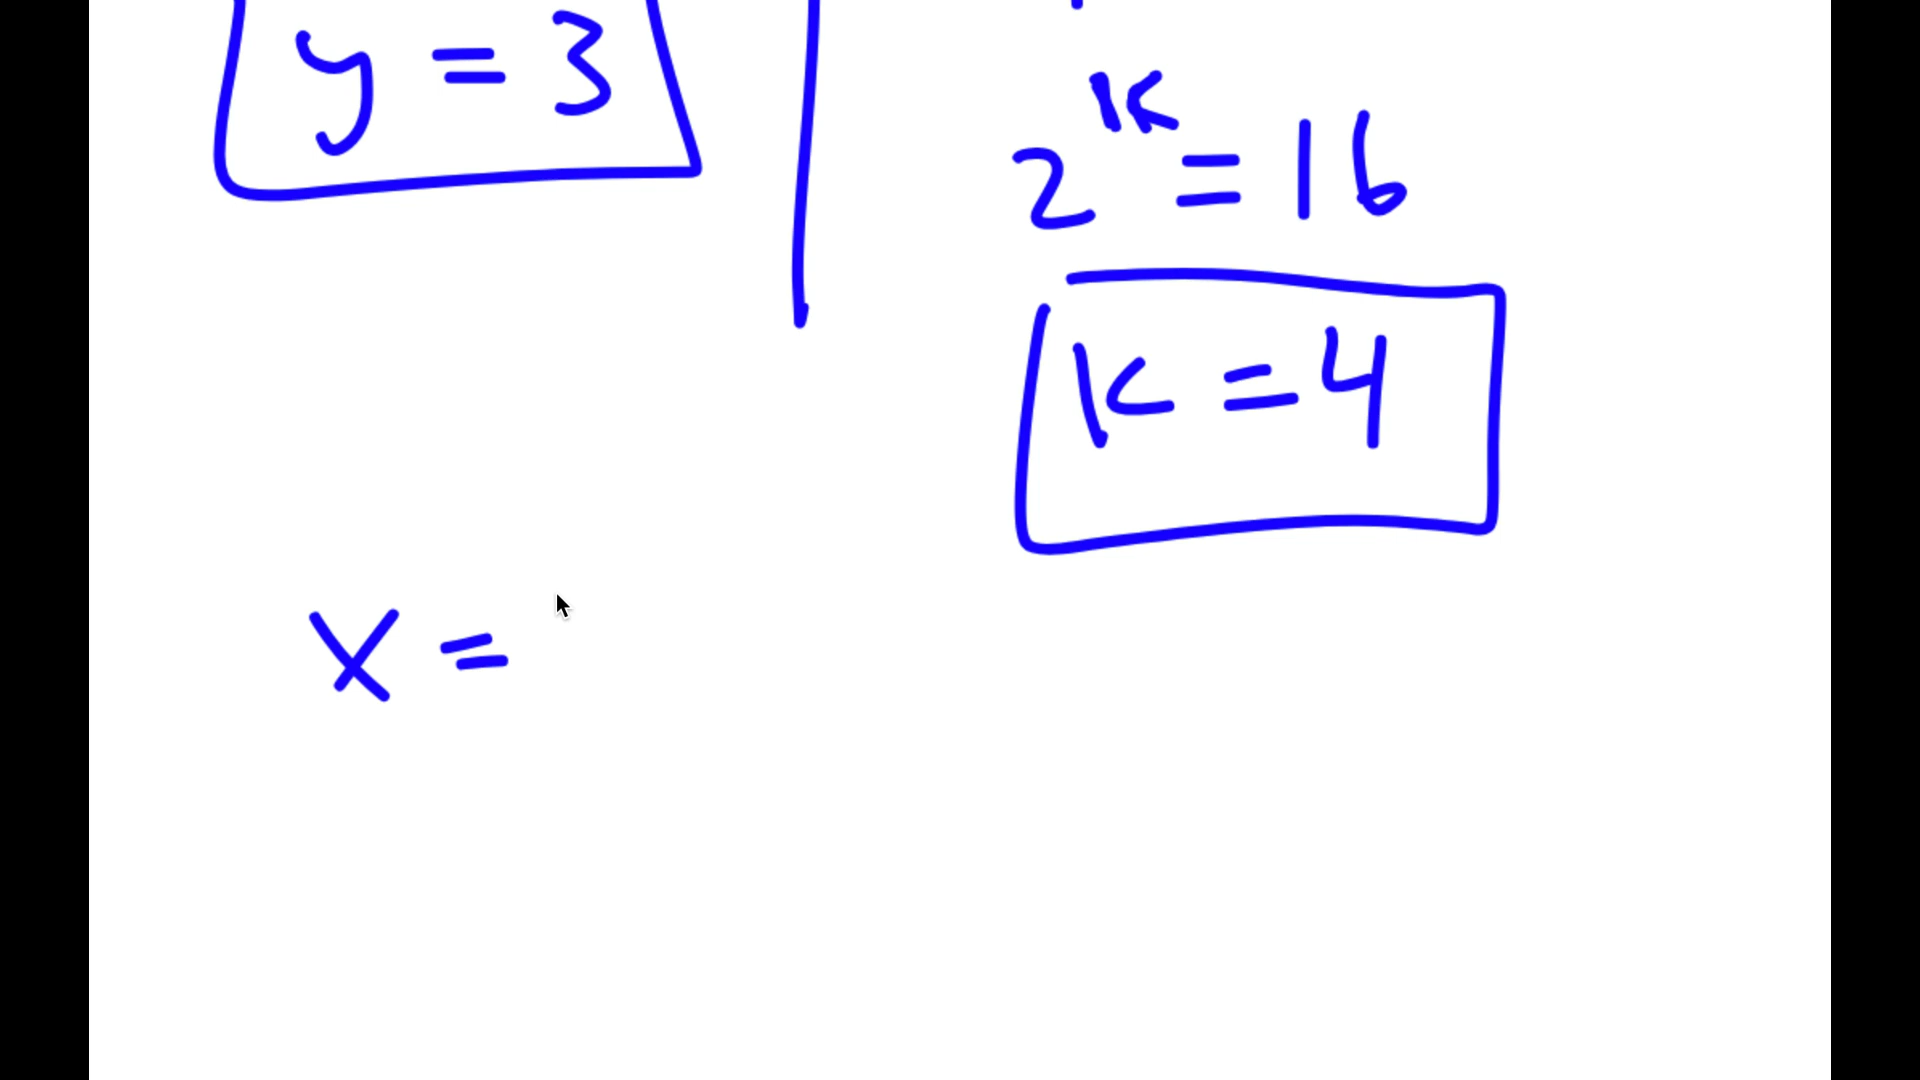 y = 3
2^k = 16
k = 4
x =